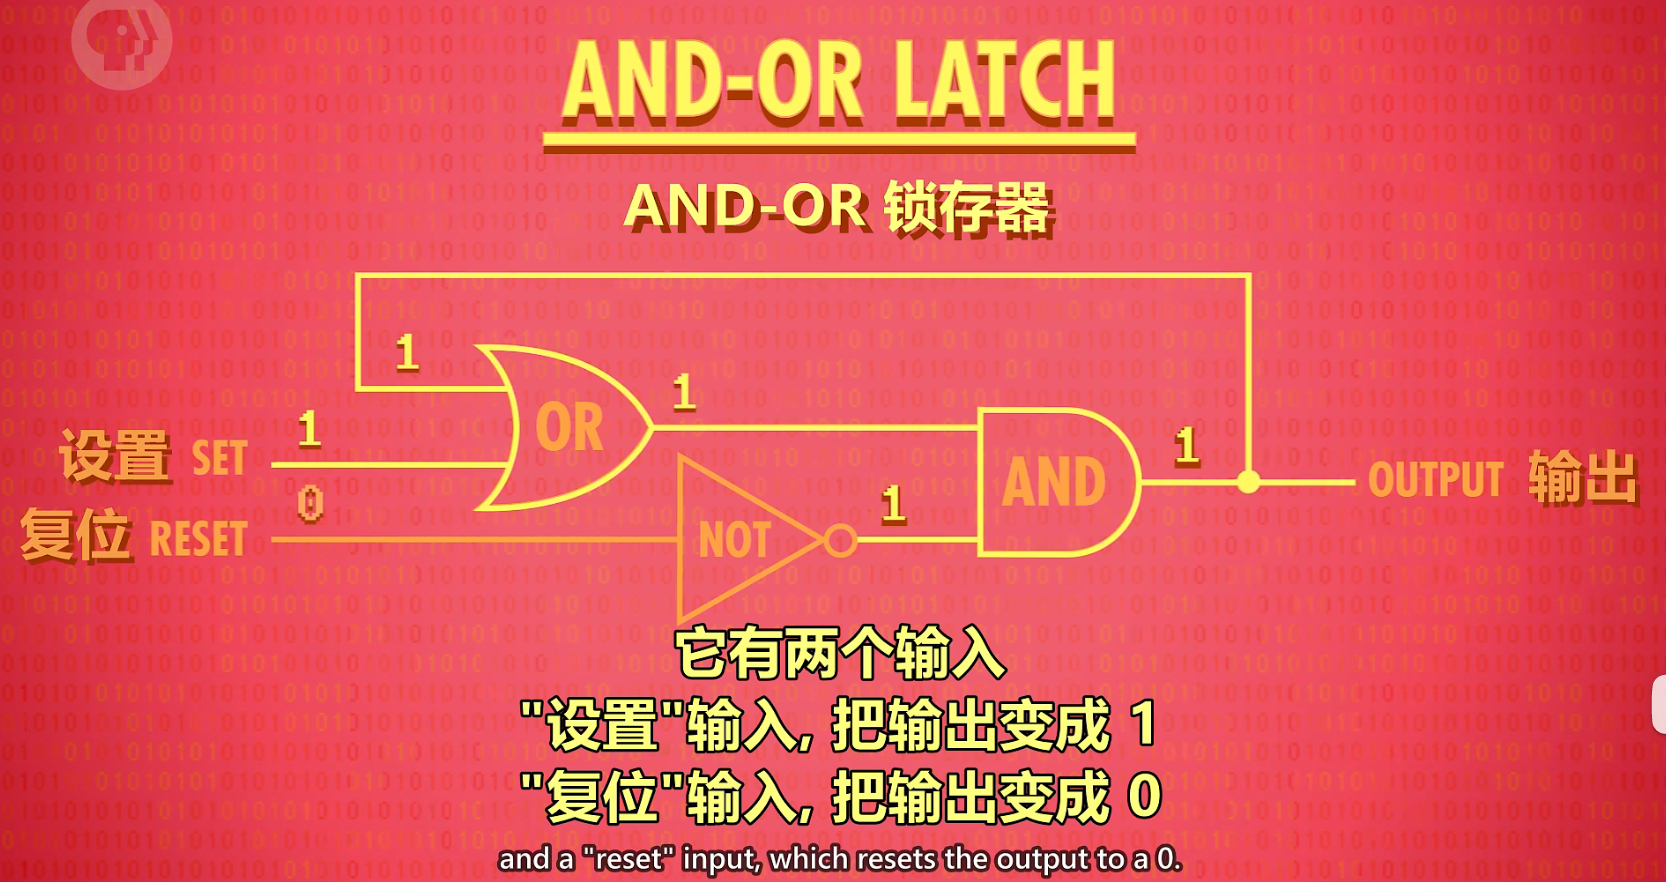 AND-OR LATCH
AND-OR 锁存器
1
1
OR
设置 SET
1
1
AND
OUTPUT 输出
0
复位 RESET
NOT
1
它有两个输入
"设置"输入, 把输出变成 1
"复位"输入, 把输出变成 0
and a "reset" input, which resets the output to a 0.